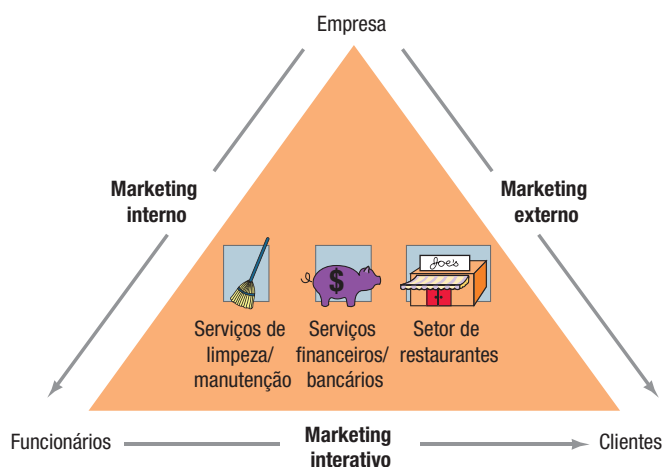 Empresa
Marketing
interno
Marketing
externo
$
Joe's
Serviços de
limpeza/
manutenção
Serviços
financeiros/
bancários
Setor de
restaurantes
Funcionários
Marketing
interativo
Clientes